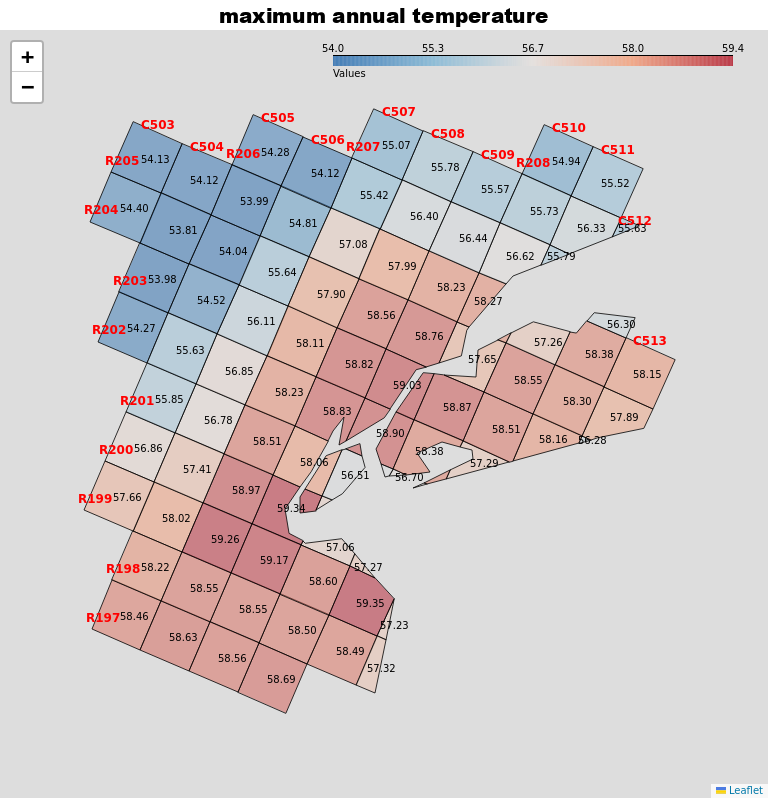 maximum annual temperature
+
−
54.0 55.3 56.7 58.0 59.4
Values
C507
C505
C503 C510
C508
C506
C504 R207 55.07 C511
R206 54.28 C509
R205 54.13 R208 54.94
54.12 55.78
54.12 55.57 55.52
55.42
53.99
R204 54.40 55.73
56.40 C512
54.81 56.33 55.63
53.81 56.44
57.08
54.04 56.62 55.79
57.99
55.64
R203 53.98 58.23
57.90 58.27
54.52
58.56
56.11 56.30
R202 54.27 58.76
58.11 57.26 C513
55.63 58.38
58.82 57.65
56.85 58.15
59.03 58.55
58.23
R201 55.85 58.30
58.83 58.87
56.78 57.89
58.51
58.90
58.51 58.16 56.28
R200 56.86 58.38
58.06 57.29
57.41
56.51 56.70
58.97
R199 57.66
59.34
58.02
59.26
57.06
59.17
R198 58.22 57.27
58.60
58.55
59.35
58.55
R197 58.46 57.23
58.50
58.63
58.49
58.56
57.32
58.69
Leaflet